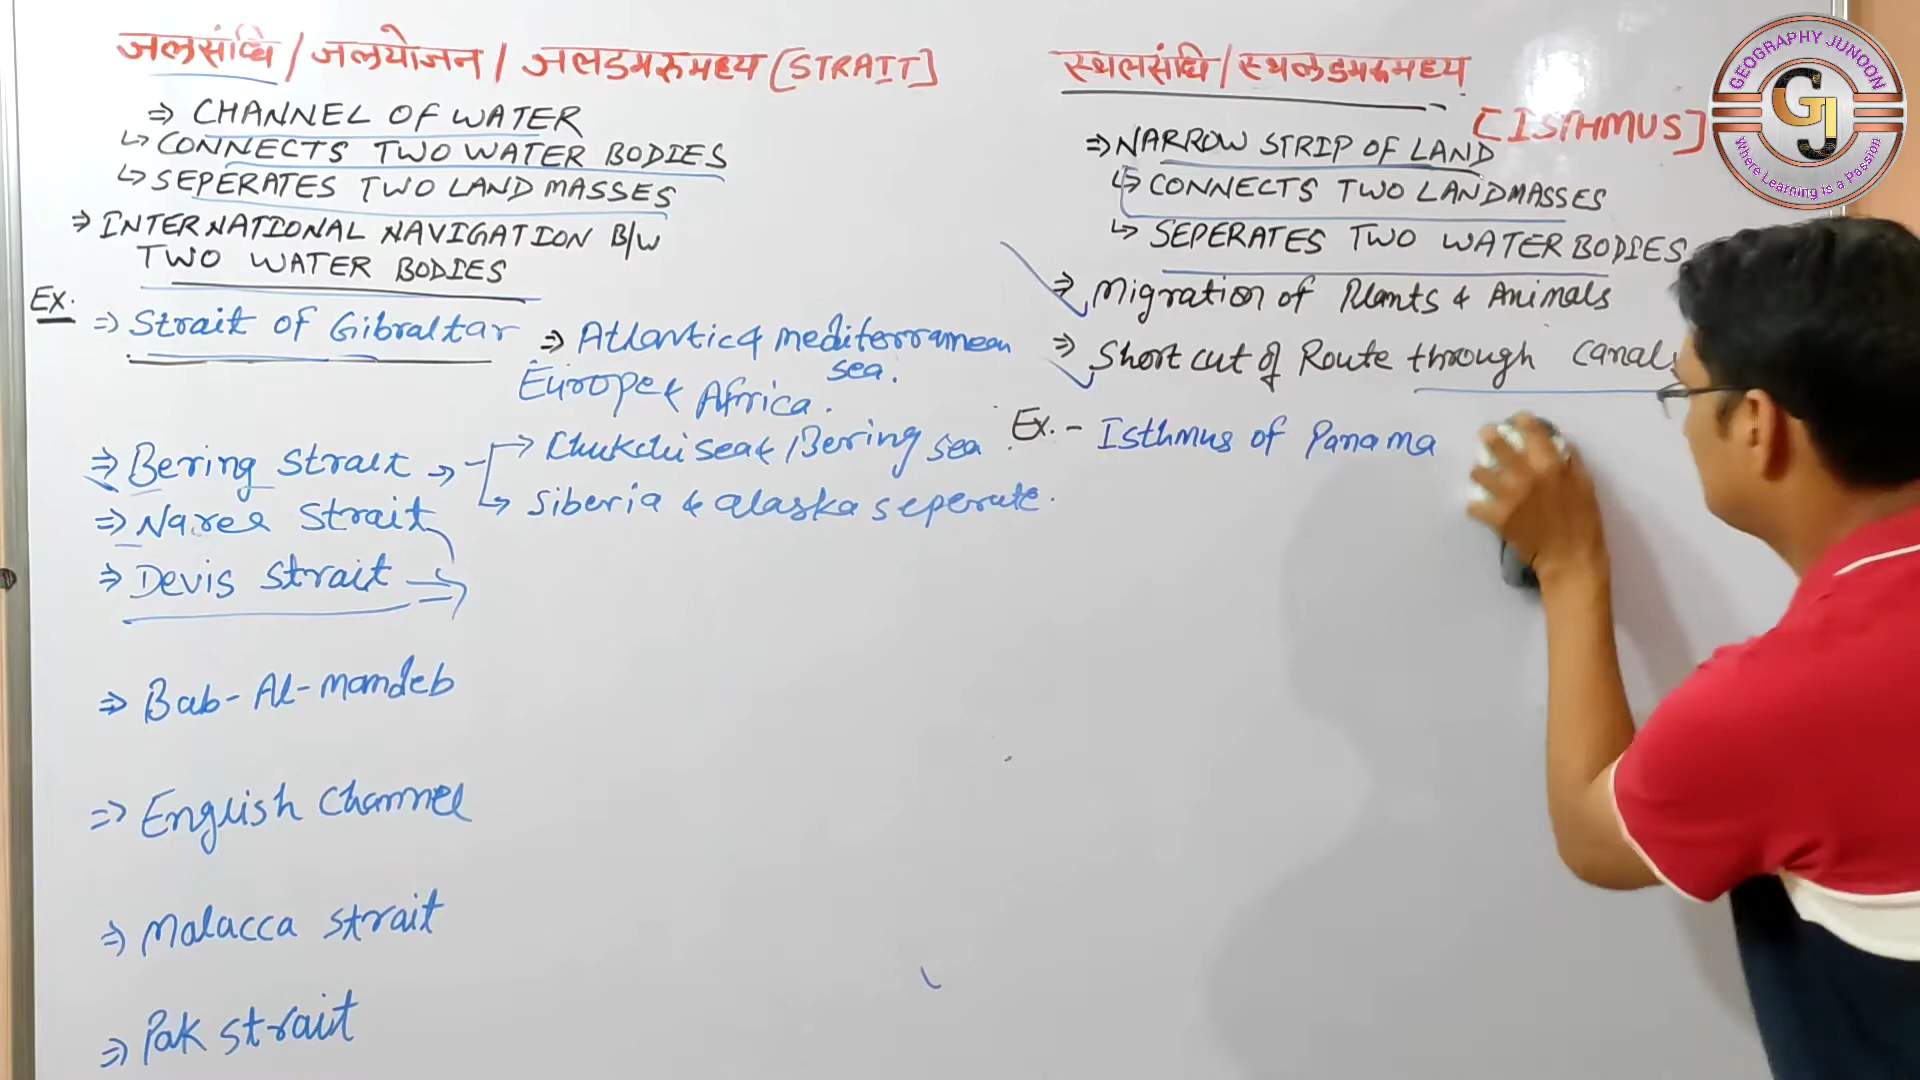 जलसंधि / जलयोजन / जलडमरुमध्य [STRAIT]
⇒ CHANNEL OF WATER
↳ CONNECTS TWO WATER BODIES
↳ SEPERATES TWO LAND MASSES
⇒ INTERNATIONAL NAVIGATION B/W
TWO WATER BODIES
Ex.
⇒ Strait of Gibraltar ⇒ Atlantic & mediterranean
sea.
Europe & Africa.
⇒ Bering Strait → Chukchi sea & Bering sea
↳ Siberia & alaska seperate.
⇒ Nares Strait
⇒ Devis Strait
⇒ Bab-Al-mandeb
⇒ English Channel
⇒ Malacca strait
⇒ Pak strait
स्थलसंधि / स्थलडमरुमध्य
[ISTHMUS]
⇒ NARROW STRIP OF LAND
↳ CONNECTS TWO LANDMASSES
↳ SEPERATES TWO WATER BODIES
⇒ Migration of Plants & Animals
⇒ Short cut of Route through Canal
Ex. - Isthmus of Panama
GEOGRAPHY JUNOON
GJ
Where Learning is a Passion